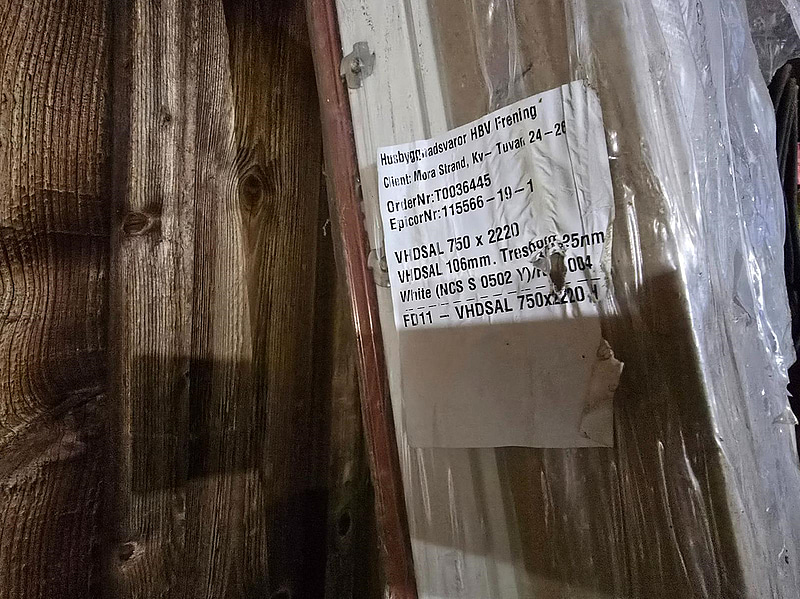 Husbyggnadsvaror HBV Frening
Client: Mora Strand, Kv- Tuvan 24-26
OrderNr:T0036445
EpicorNr:115566-19-1
VHDSAL 750 x 2220
VHDSAL 106mm. Treshold 25mm
White (NCS S 0502 Y)/
FD11 - VHDSAL 750x2220